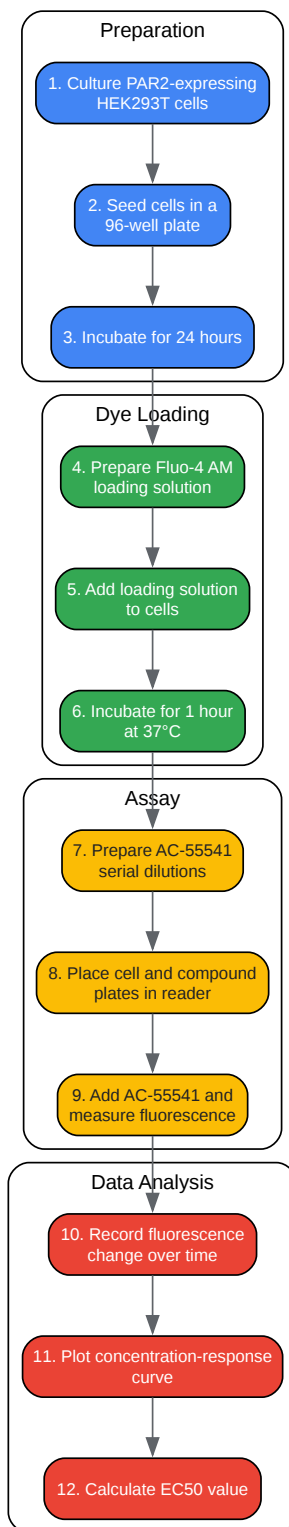 Preparation
1. Culture PAR2-expressing
HEK293T cells
2. Seed cells in a
96-well plate
3. Incubate for 24 hours
Dye Loading
4. Prepare Fluo-4 AM
loading solution
5. Add loading solution
to cells
6. Incubate for 1 hour
at 37°C
Assay
7. Prepare AC-55541
serial dilutions
8. Place cell and compound
plates in reader
9. Add AC-55541 and
measure fluorescence
Data Analysis
10. Record fluorescence
change over time
11. Plot concentration-response
curve
12. Calculate EC50 value